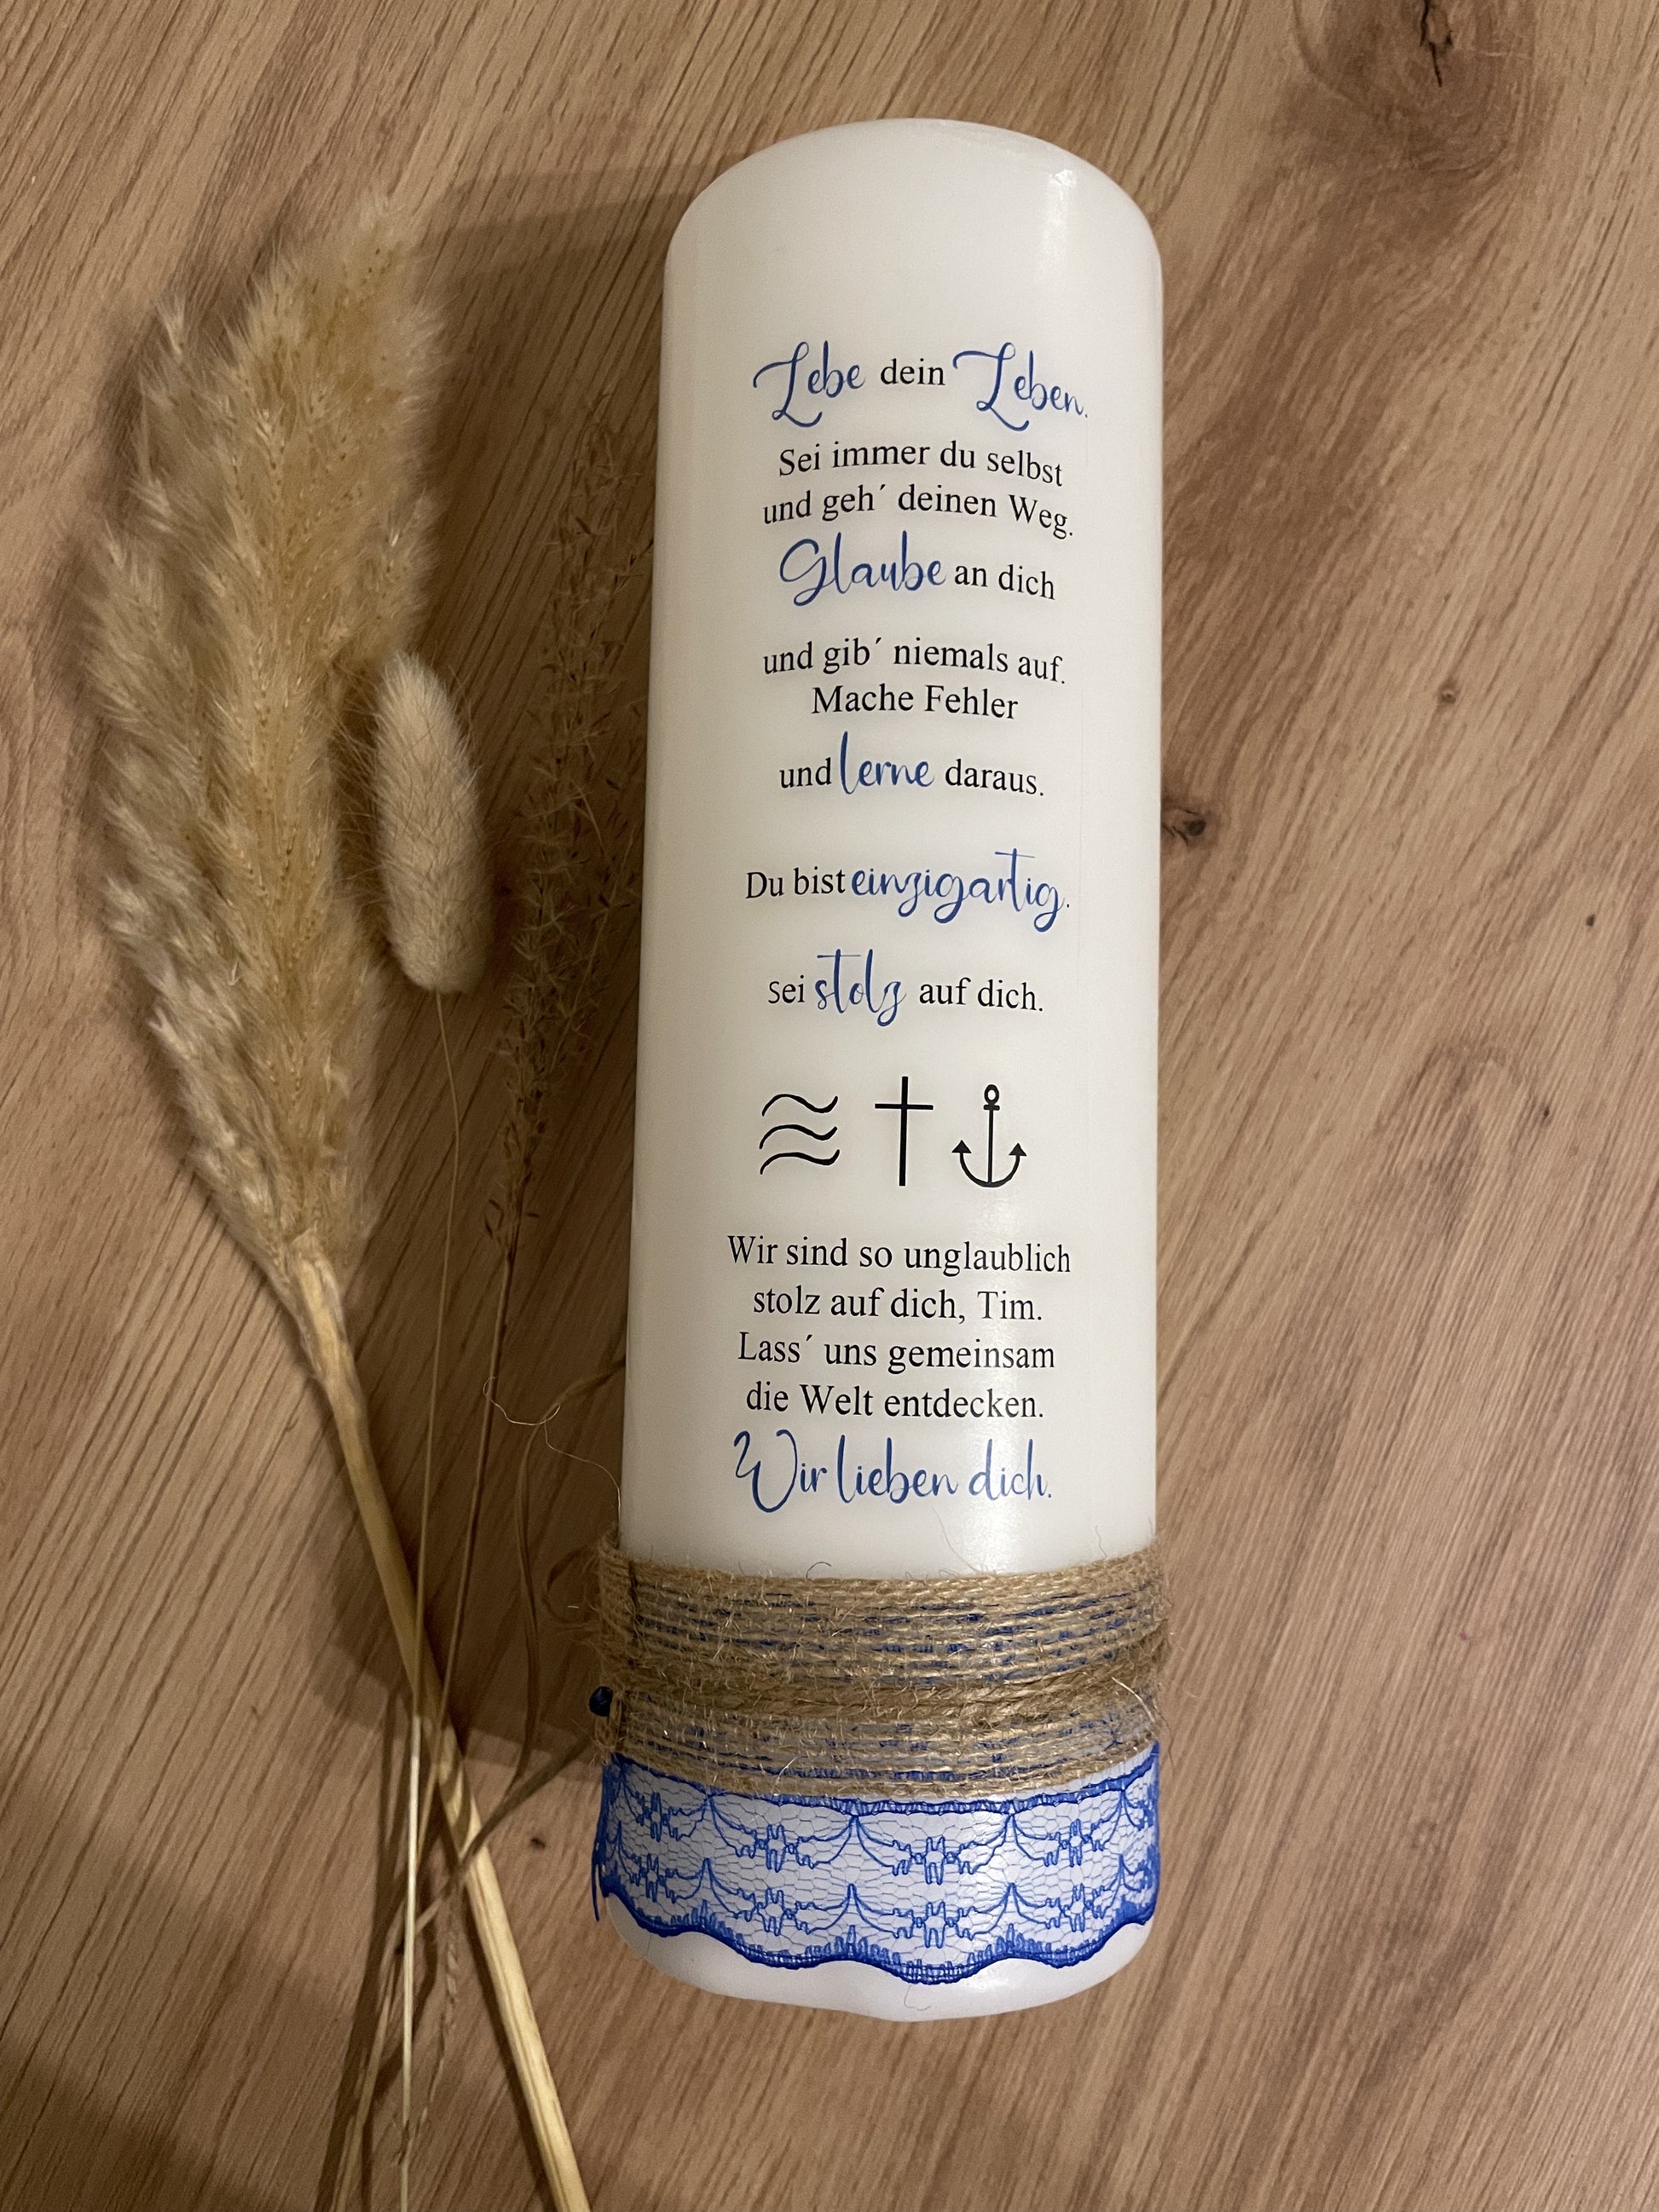 Lebe dein Leben.
Sei immer du selbst
und geh´ deinen Weg.
Glaube an dich
und gib´ niemals auf.
Mache Fehler
und lerne daraus.
Du bist einzigartig.
Sei stolz auf dich.
Wir sind so unglaublich
stolz auf dich, Tim.
Lass´ uns gemeinsam
die Welt entdecken.
Wir lieben dich.